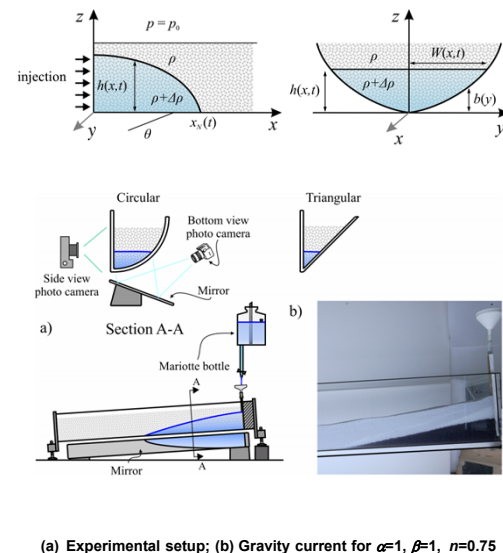 z
p = p₀
ρ
injection
h(x,t)
ρ+Δρ
x_N(t)
x
y
θ
z
ρ
W(x,t)
h(x,t)
ρ+Δρ
b(y)
x
y
Circular
Triangular
Bottom view
photo camera
Side view
photo camera
Mirror
a)
Section A-A
b)
Mariotte bottle
A
A
Mirror
(a) Experimental setup; (b) Gravity current for α=1, β=1, n=0.75